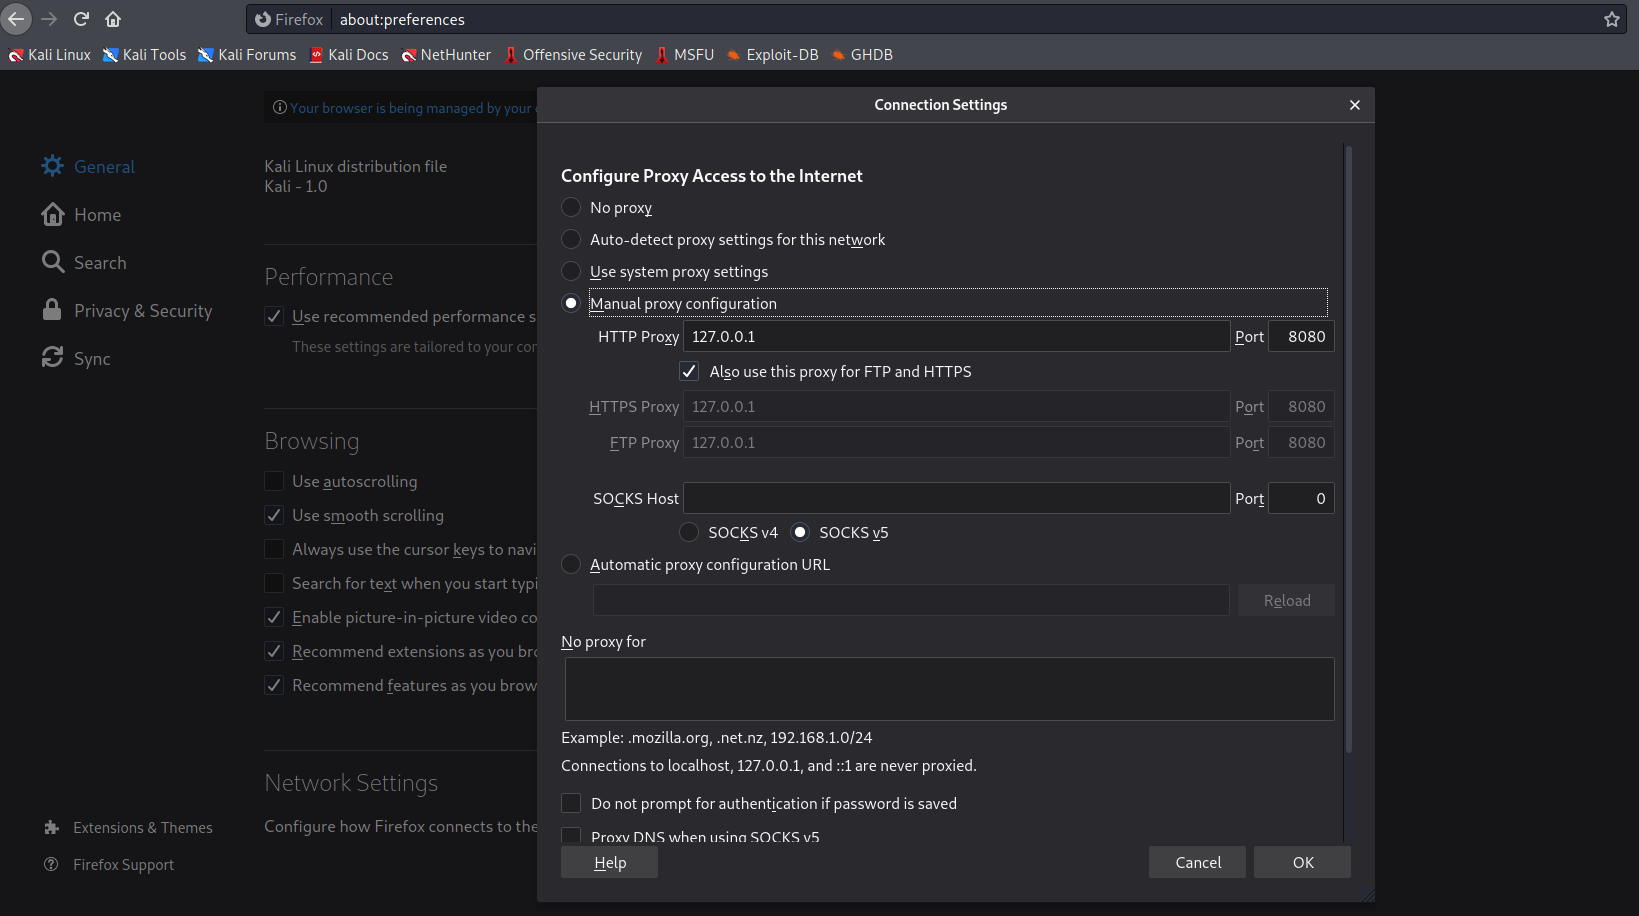 Firefox about:preferences
Kali Linux Kali Tools Kali Forums Kali Docs NetHunter Offensive Security MSFU Exploit-DB GHDB
Your browser is being managed by your
General
Home
Search
Privacy & Security
Sync
Extensions & Themes
Firefox Support
Kali Linux distribution file
Kali - 1.0
Performance
Use recommended performance s
These settings are tailored to your co
Browsing
Use autoscrolling
Use smooth scrolling
Always use the cursor keys to navi
Search for text when you start typi
Enable picture-in-picture video co
Recommend extensions as you bro
Recommend features as you brow
Network Settings
Configure how Firefox connects to the
Connection Settings
Configure Proxy Access to the Internet
No proxy
Auto-detect proxy settings for this network
Use system proxy settings
Manual proxy configuration
HTTP Proxy 127.0.0.1 Port 8080
Also use this proxy for FTP and HTTPS
HTTPS Proxy 127.0.0.1 Port 8080
FTP Proxy 127.0.0.1 Port 8080
SOCKS Host Port 0
SOCKS v4 SOCKS v5
Automatic proxy configuration URL
Reload
No proxy for
Example: .mozilla.org, .net.nz, 192.168.1.0/24
Connections to localhost, 127.0.0.1, and ::1 are never proxied.
Do not prompt for authentication if password is saved
Proxy DNS when using SOCKS v5
Help Cancel OK